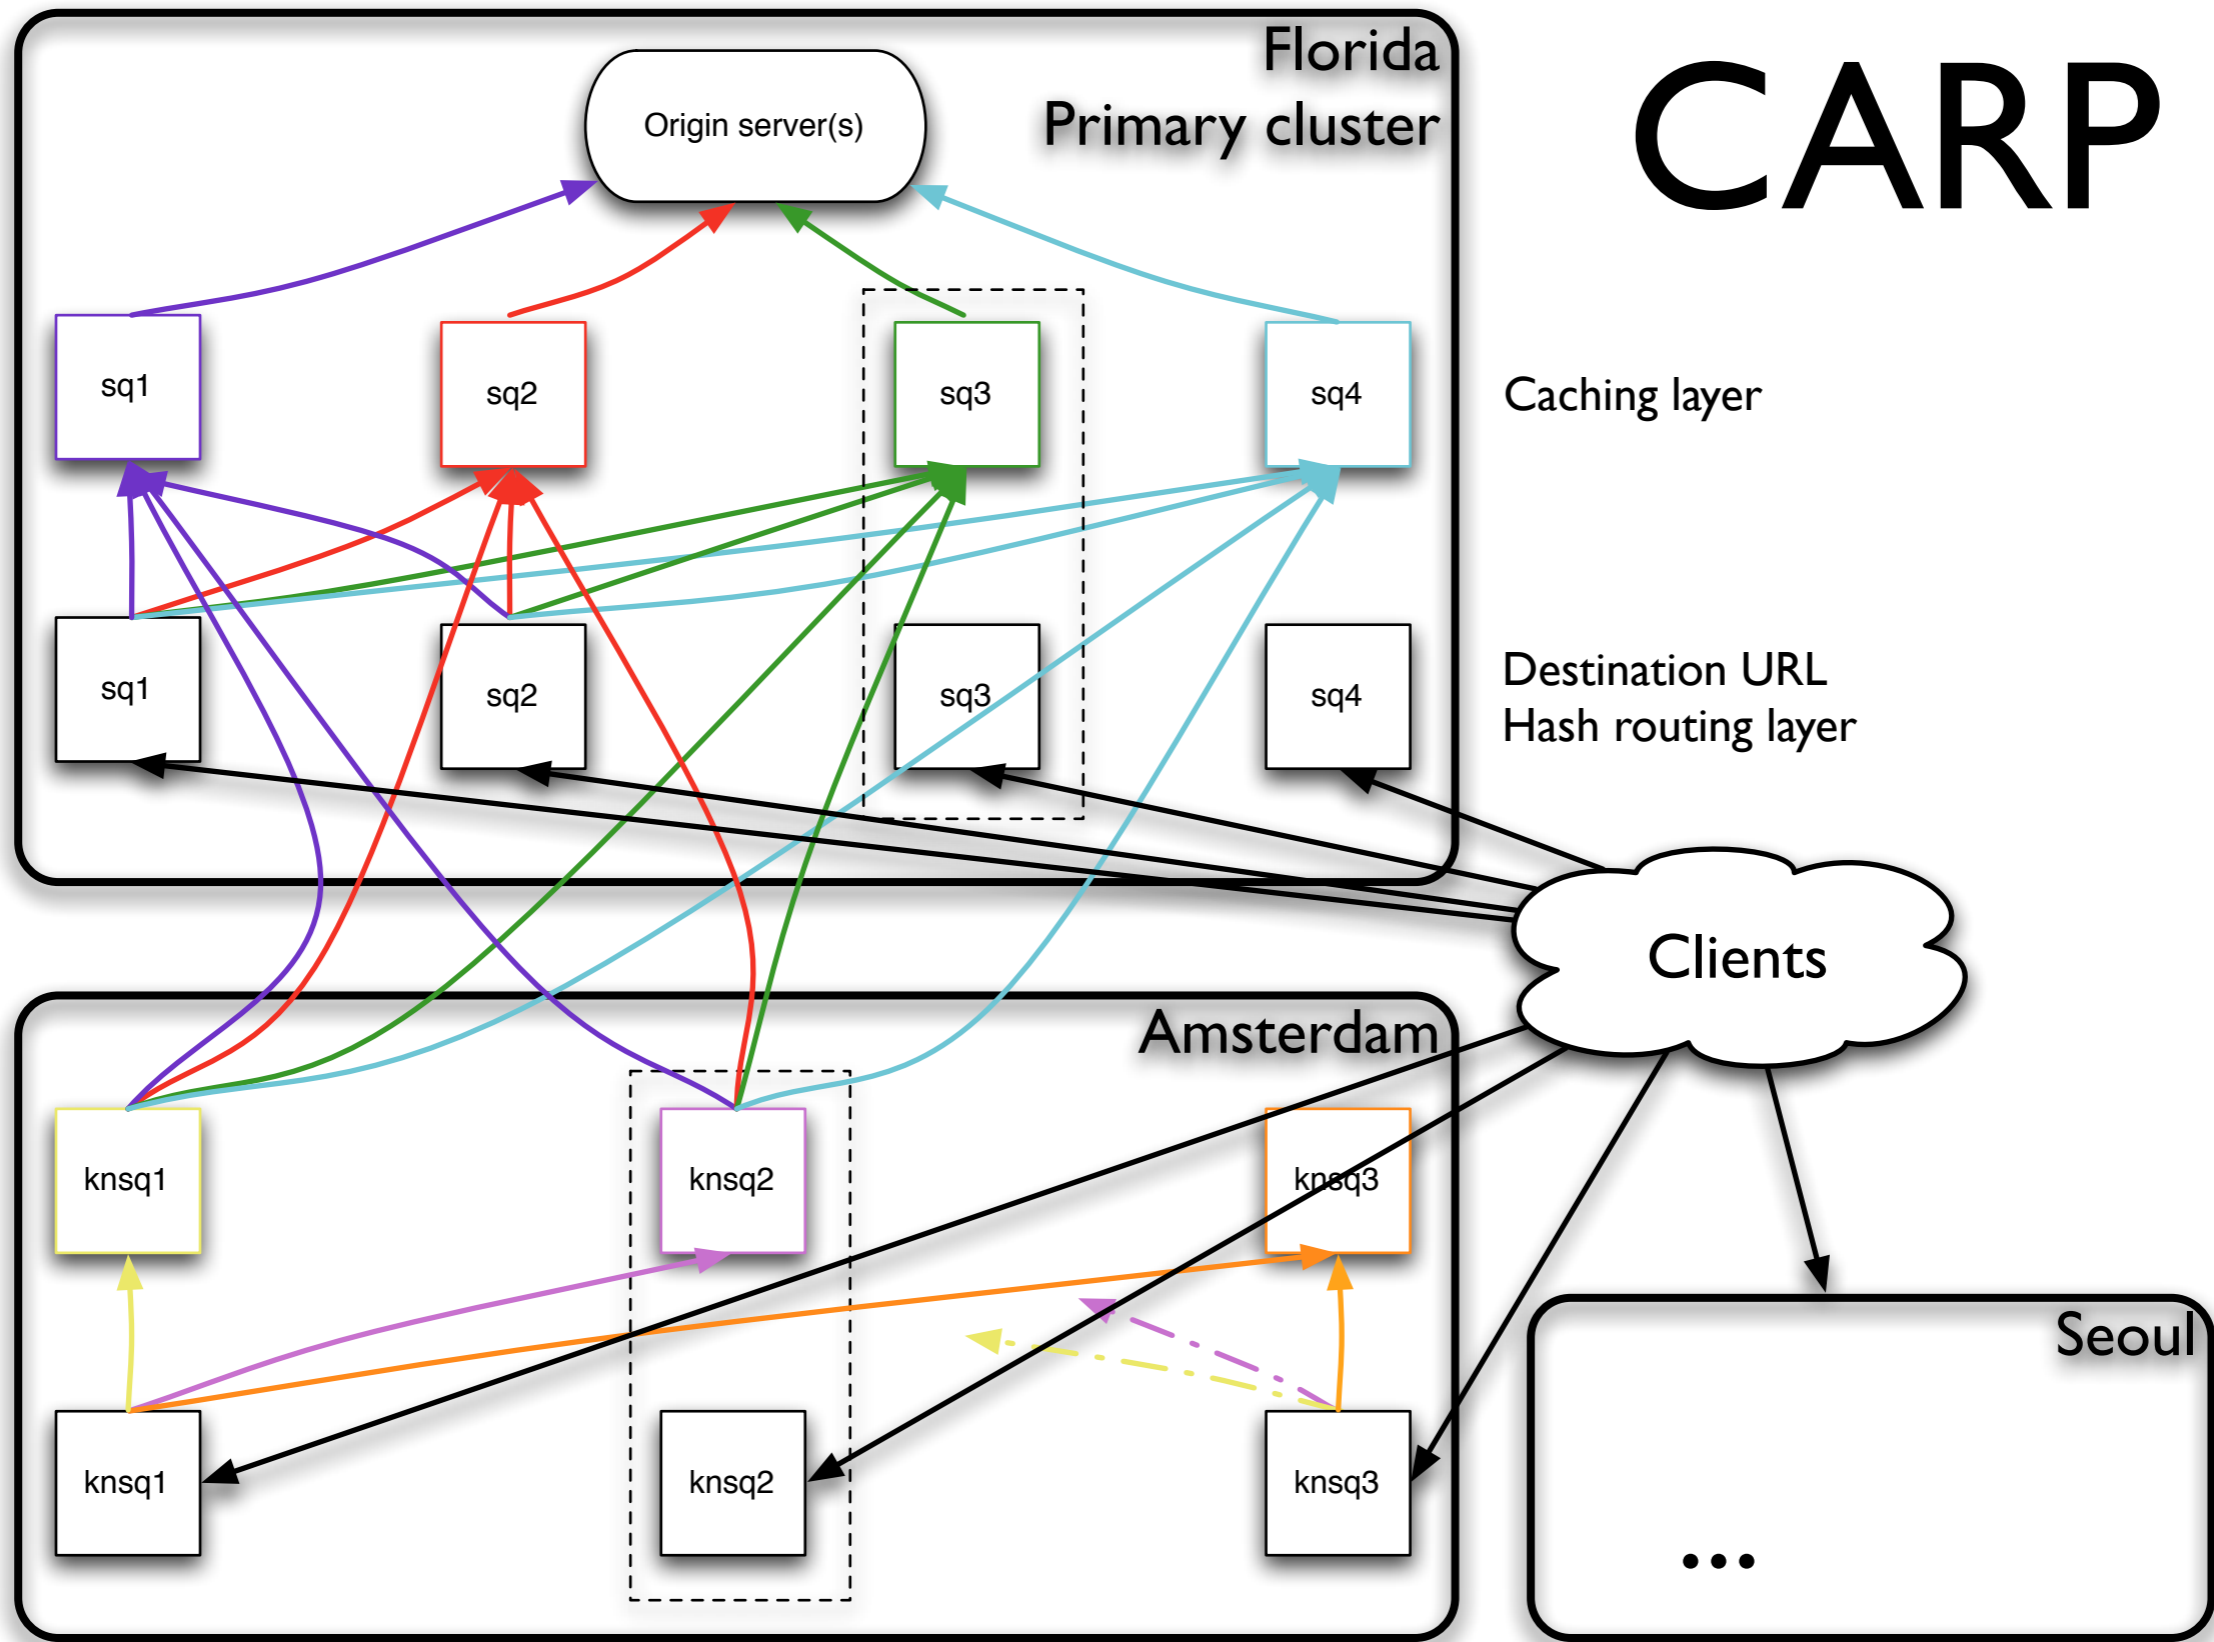 Florida
Primary cluster
CARP
Origin server(s)
sq1
sq2
sq3
sq4
Caching layer
sq1
sq2
sq3
sq4
Destination URL
Hash routing layer
Clients
Amsterdam
knsq1
knsq2
knsq3
knsq1
knsq2
knsq3
Seoul
...